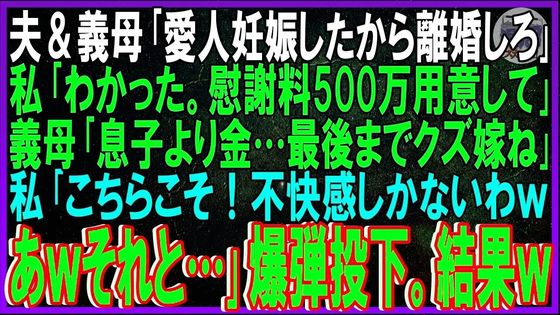 夫＆義母「愛人妊娠したから離婚しろ」
私「わかった。慰謝料500万用意して」
義母「息子より金…最後までクズ嫁ね」
私「こちらこそ！不快感しかないわw
あwそれと…」爆弾投下。結果w